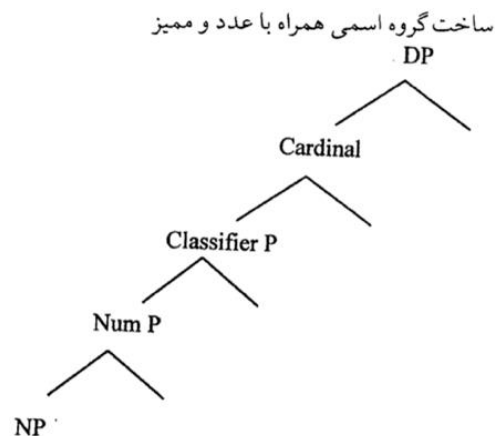 ساخت گروه اسمی همراه با عدد و ممیز
DP
Cardinal
Classifier P
Num P
NP